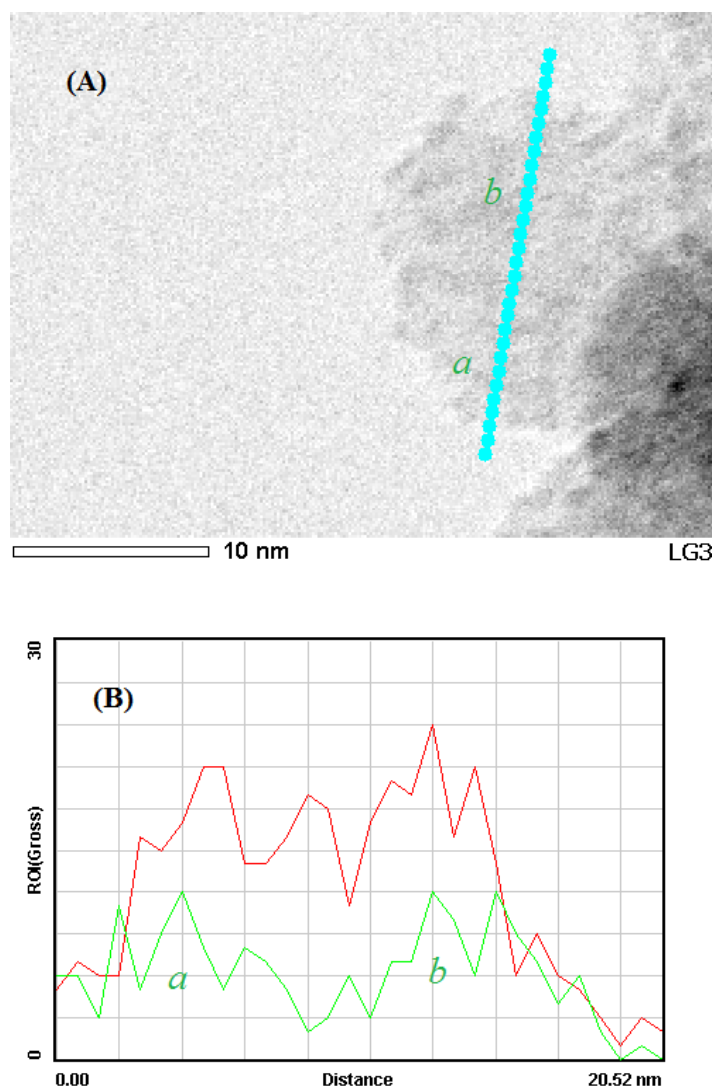 (A)
b
a
10 nm
LG3
30
(B)
ROI(Gross)
a
b
0
0.00
Distance
20.52 nm